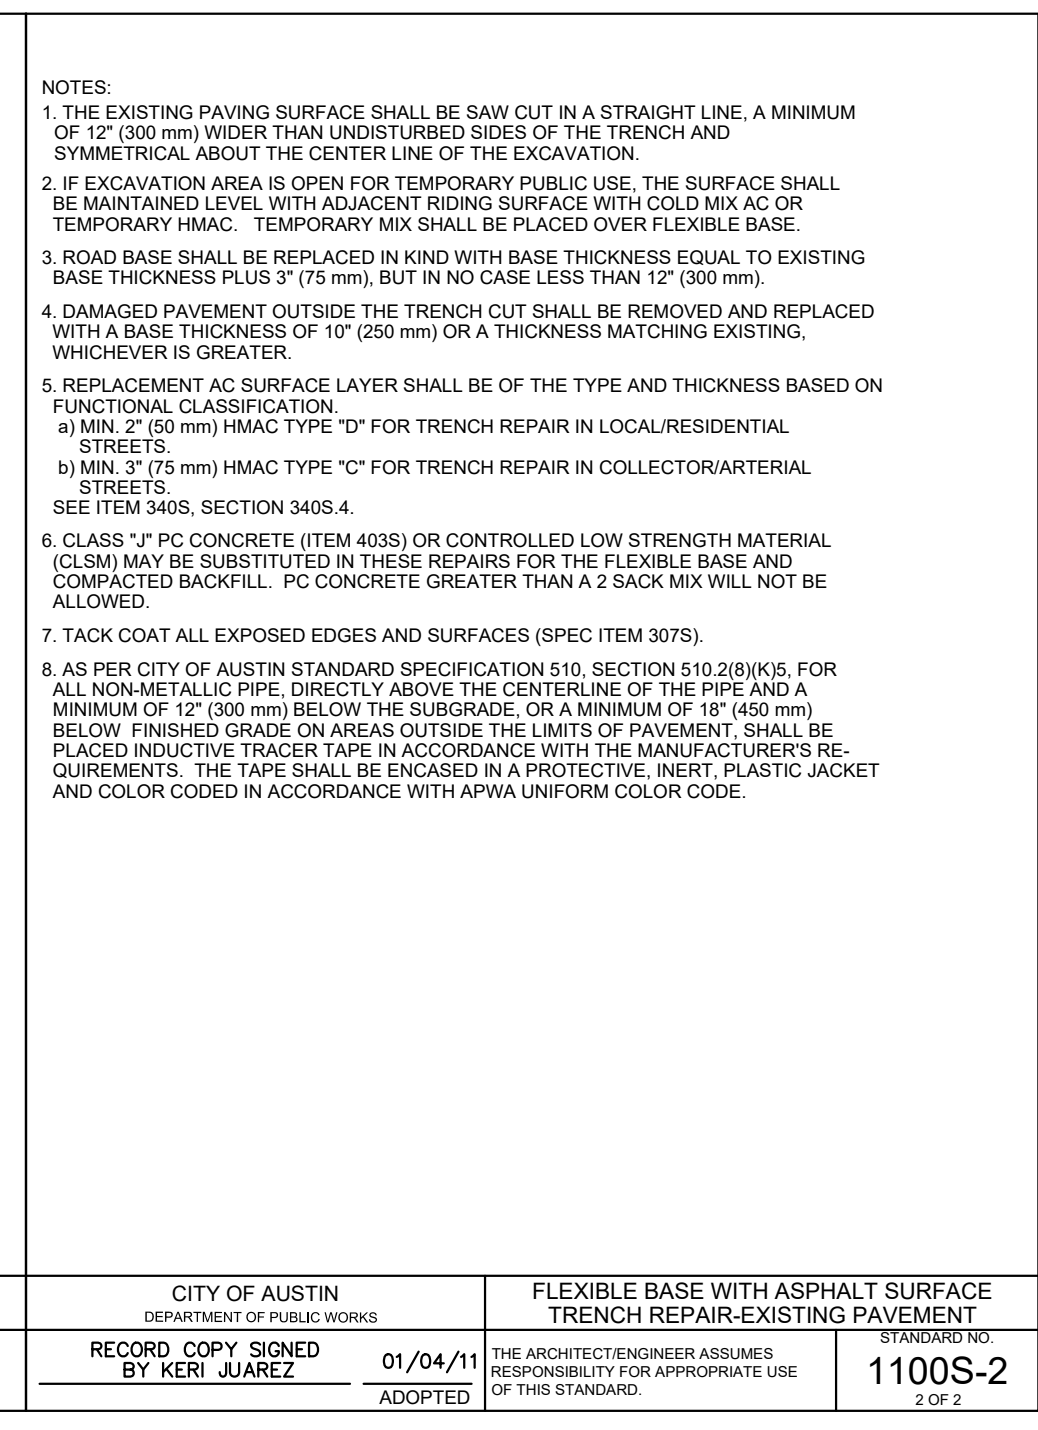 NOTES:
1. THE EXISTING PAVING SURFACE SHALL BE SAW CUT IN A STRAIGHT LINE, A MINIMUM
OF 12" (300 mm) WIDER THAN UNDISTURBED SIDES OF THE TRENCH AND
SYMMETRICAL ABOUT THE CENTER LINE OF THE EXCAVATION.
2. IF EXCAVATION AREA IS OPEN FOR TEMPORARY PUBLIC USE, THE SURFACE SHALL
BE MAINTAINED LEVEL WITH ADJACENT RIDING SURFACE WITH COLD MIX AC OR
TEMPORARY HMAC. TEMPORARY MIX SHALL BE PLACED OVER FLEXIBLE BASE.
3. ROAD BASE SHALL BE REPLACED IN KIND WITH BASE THICKNESS EQUAL TO EXISTING
BASE THICKNESS PLUS 3" (75 mm), BUT IN NO CASE LESS THAN 12" (300 mm).
4. DAMAGED PAVEMENT OUTSIDE THE TRENCH CUT SHALL BE REMOVED AND REPLACED
WITH A BASE THICKNESS OF 10" (250 mm) OR A THICKNESS MATCHING EXISTING,
WHICHEVER IS GREATER.
5. REPLACEMENT AC SURFACE LAYER SHALL BE OF THE TYPE AND THICKNESS BASED ON
FUNCTIONAL CLASSIFICATION.
a) MIN. 2" (50 mm) HMAC TYPE "D" FOR TRENCH REPAIR IN LOCAL/RESIDENTIAL
STREETS.
b) MIN. 3" (75 mm) HMAC TYPE "C" FOR TRENCH REPAIR IN COLLECTOR/ARTERIAL
STREETS.
SEE ITEM 340S, SECTION 340S.4.
6. CLASS "J" PC CONCRETE (ITEM 403S) OR CONTROLLED LOW STRENGTH MATERIAL
(CLSM) MAY BE SUBSTITUTED IN THESE REPAIRS FOR THE FLEXIBLE BASE AND
COMPACTED BACKFILL. PC CONCRETE GREATER THAN A 2 SACK MIX WILL NOT BE
ALLOWED.
7. TACK COAT ALL EXPOSED EDGES AND SURFACES (SPEC ITEM 307S).
8. AS PER CITY OF AUSTIN STANDARD SPECIFICATION 510, SECTION 510.2(8)(K)5, FOR
ALL NON-METALLIC PIPE, DIRECTLY ABOVE THE CENTERLINE OF THE PIPE AND A
MINIMUM OF 12" (300 mm) BELOW THE SUBGRADE, OR A MINIMUM OF 18" (450 mm)
BELOW FINISHED GRADE ON AREAS OUTSIDE THE LIMITS OF PAVEMENT, SHALL BE
PLACED INDUCTIVE TRACER TAPE IN ACCORDANCE WITH THE MANUFACTURER'S RE-
QUIREMENTS. THE TAPE SHALL BE ENCASED IN A PROTECTIVE, INERT, PLASTIC JACKET
AND COLOR CODED IN ACCORDANCE WITH APWA UNIFORM COLOR CODE.
CITY OF AUSTIN
DEPARTMENT OF PUBLIC WORKS
FLEXIBLE BASE WITH ASPHALT SURFACE
TRENCH REPAIR-EXISTING PAVEMENT
RECORD COPY SIGNED
BY KERI JUAREZ
01/04/11
ADOPTED
THE ARCHITECT/ENGINEER ASSUMES
RESPONSIBILITY FOR APPROPRIATE USE
OF THIS STANDARD.
STANDARD NO.
1100S-2
2 OF 2